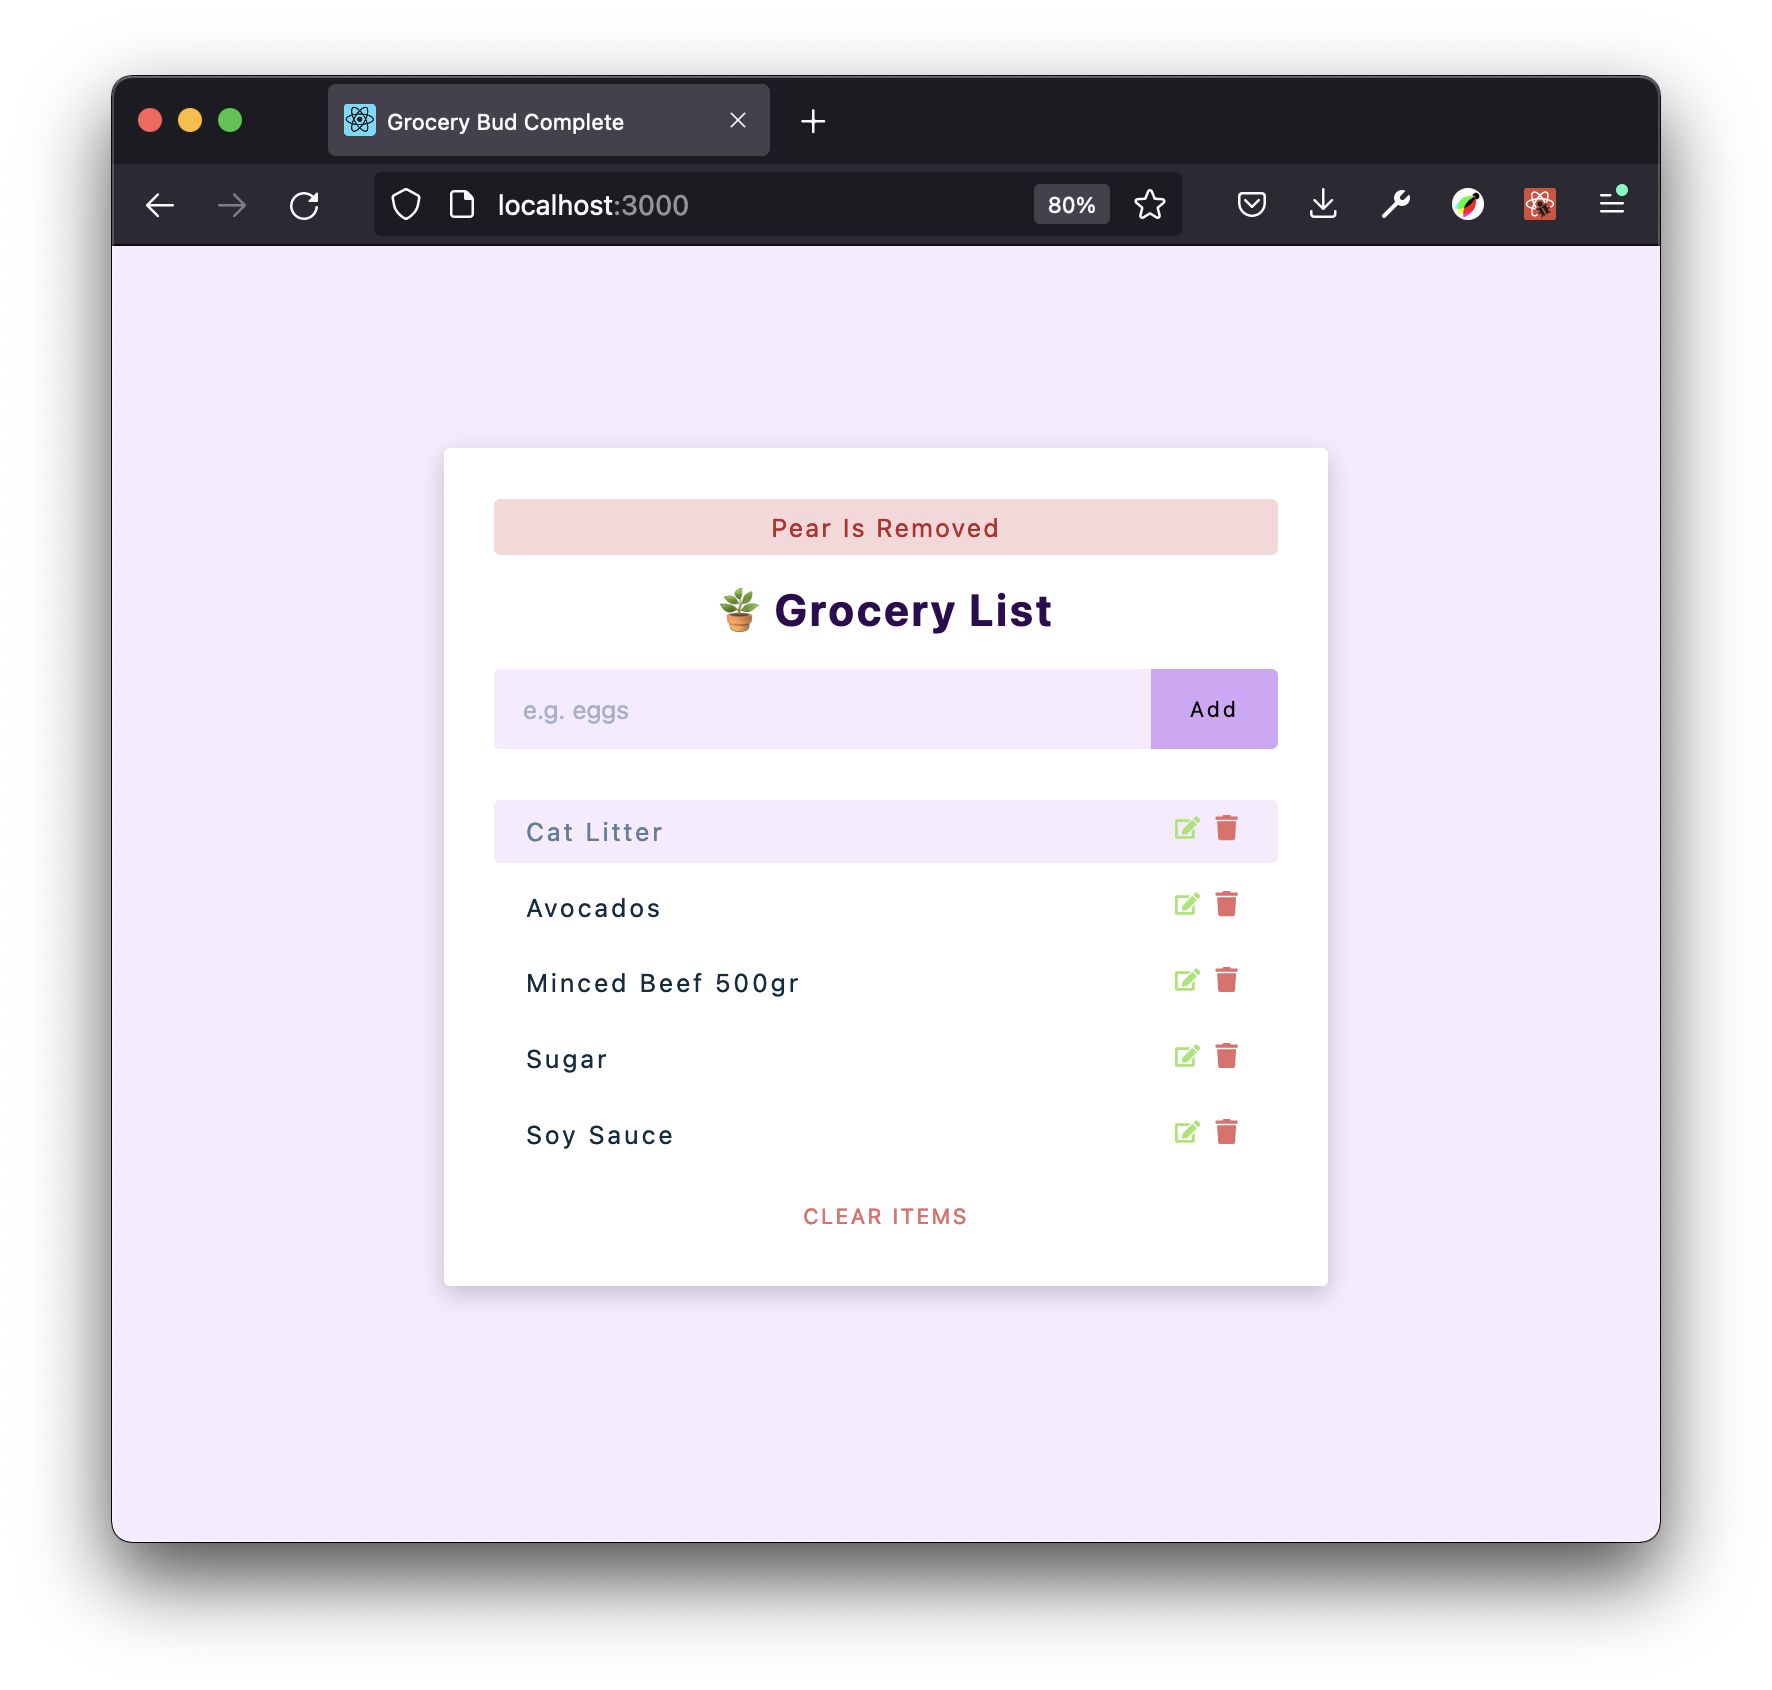 Grocery Bud Complete
localhost:3000
80%
Pear Is Removed
Grocery List
e.g. eggs
Add
Cat Litter
Avocados
Minced Beef 500gr
Sugar
Soy Sauce
CLEAR ITEMS